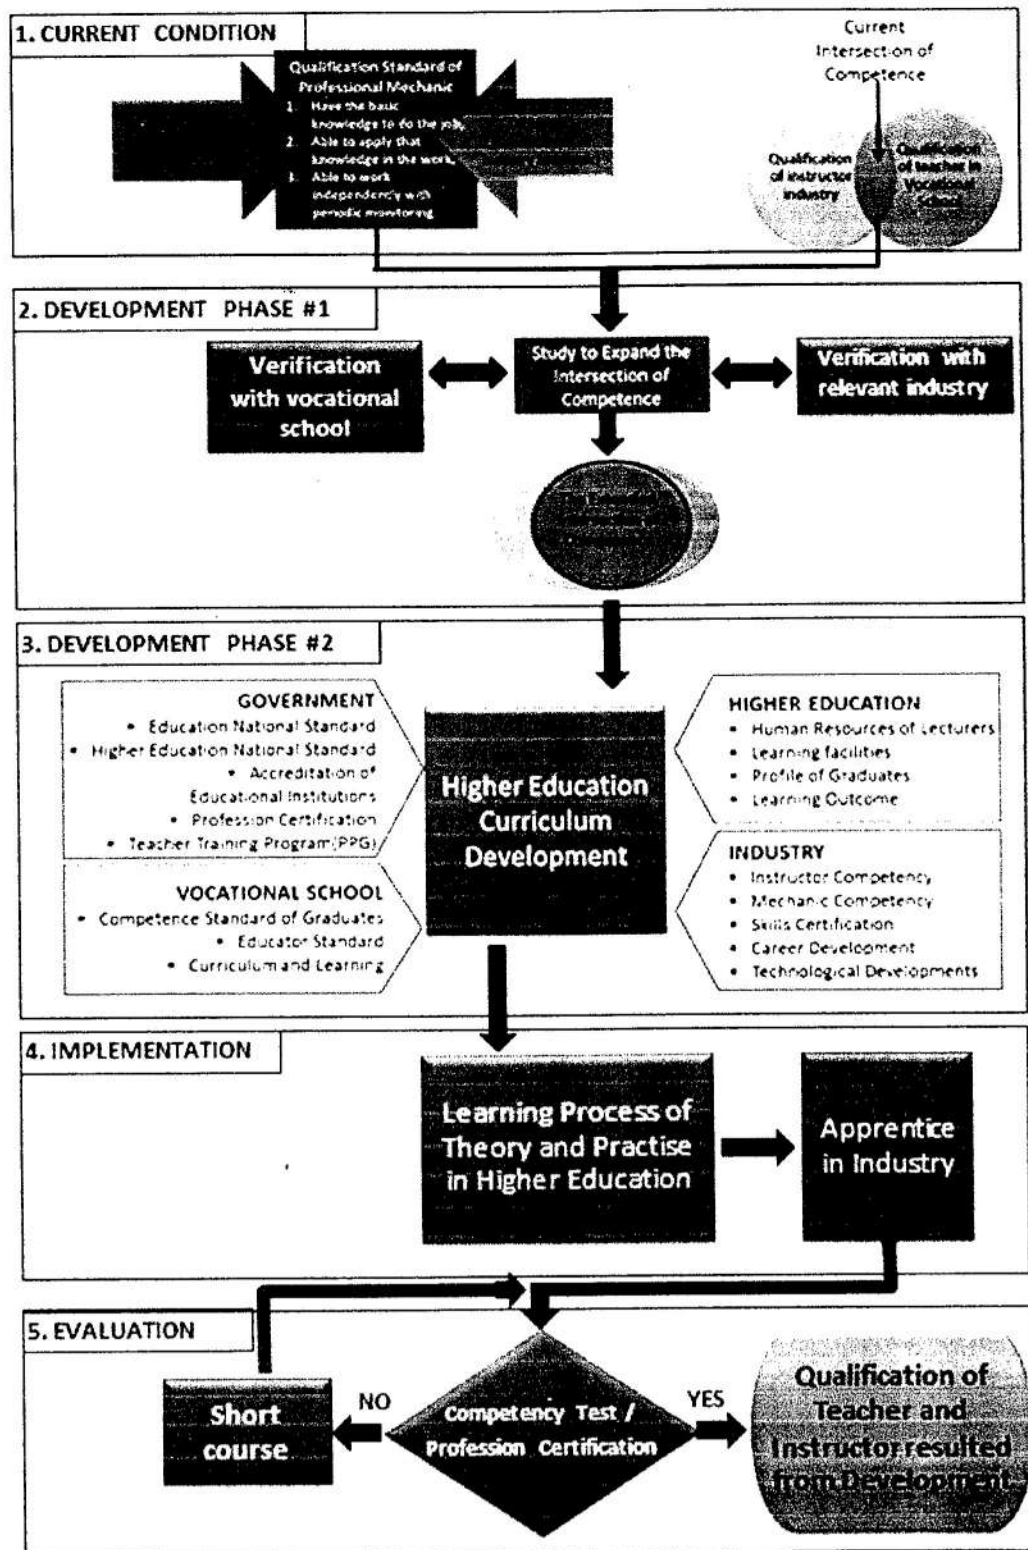 1. CURRENT CONDITION
Qualification Standard of
Professional Mechanic
1. Have the basic
knowledge to do the job
2. Able to apply that
knowledge in the work
3. Able to work
independently with
periodic monitoring
Current
Intersection of
Competence
Qualification
of instructor
industry
Qualification
of teacher in
Vocational
School
2. DEVELOPMENT PHASE #1
Verification
with vocational
school
Study to Expand the
Intersection of
Competence
Verification with
relevant industry
3. DEVELOPMENT PHASE #2
GOVERNMENT
• Education National Standard
• Higher Education National Standard
• Accreditation of
Educational Institutions
• Profession Certification
• Teacher Training Program(PPG)
VOCATIONAL SCHOOL
• Competence Standard of Graduates
• Educator Standard
• Curriculum and Learning
Higher Education
Curriculum
Development
HIGHER EDUCATION
• Human Resources of Lecturers
• Learning facilities
• Profile of Graduates
• Learning Outcome
INDUSTRY
• Instructor Competency
• Mechanic Competency
• Skills Certification
• Career Development
• Technological Developments
4. IMPLEMENTATION
Learning Process of
Theory and Practise
in Higher Education
Apprentice
in Industry
5. EVALUATION
Short
course
NO
Competency Test /
Profession Certification
YES
Qualification of
Teacher and
Instructor resulted
from Development